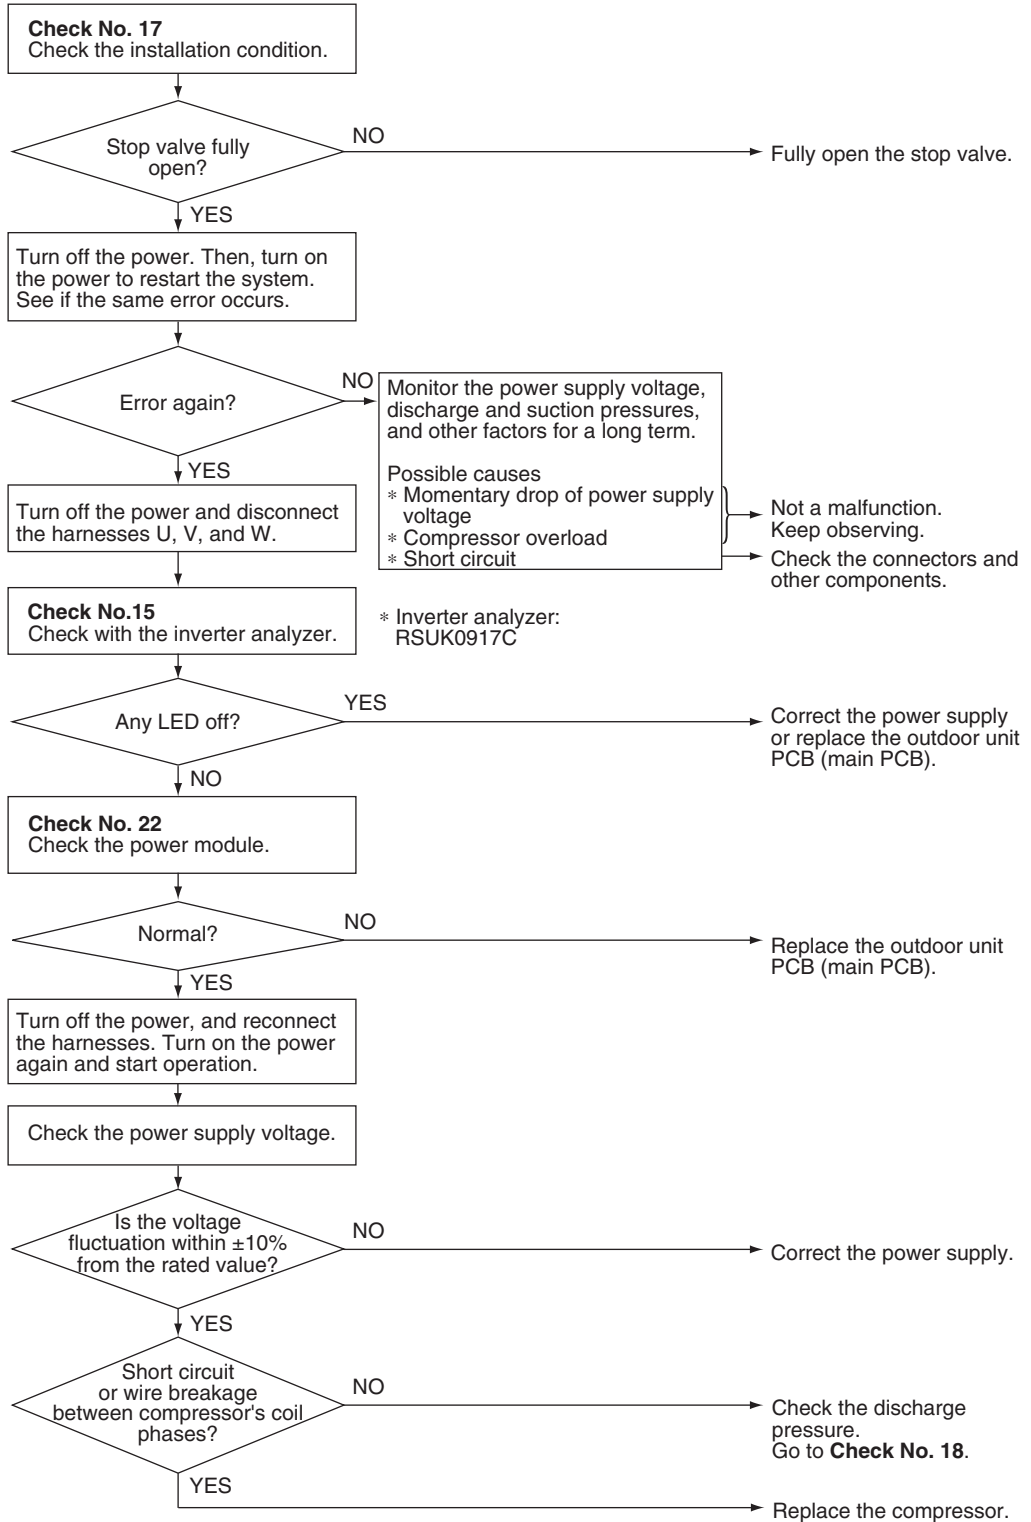 Check No. 17
Check the installation condition.
Stop valve fully
open?
NO
Fully open the stop valve.
YES
Turn off the power. Then, turn on
the power to restart the system.
See if the same error occurs.
Error again?
NO
Monitor the power supply voltage,
discharge and suction pressures,
and other factors for a long term.
Possible causes
∗ Momentary drop of power supply
voltage
∗ Compressor overload
∗ Short circuit
Not a malfunction.
Keep observing.
Check the connectors and
other components.
YES
Turn off the power and disconnect
the harnesses U, V, and W.
Check No.15
Check with the inverter analyzer.
∗ Inverter analyzer:
RSUK0917C
Any LED off?
YES
Correct the power supply
or replace the outdoor unit
PCB (main PCB).
NO
Check No. 22
Check the power module.
Normal?
NO
Replace the outdoor unit
PCB (main PCB).
YES
Turn off the power, and reconnect
the harnesses. Turn on the power
again and start operation.
Check the power supply voltage.
Is the voltage
fluctuation within ±10%
from the rated value?
NO
Correct the power supply.
YES
Short circuit
or wire breakage
between compressor's coil
phases?
NO
Check the discharge
pressure.
Go to Check No. 18.
YES
Replace the compressor.